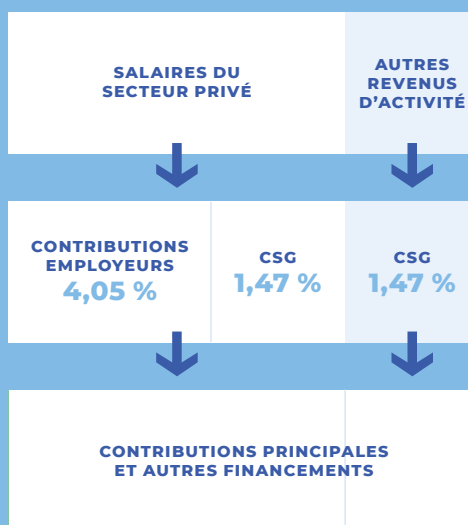 SALAIRES DU
SECTEUR PRIVÉ
AUTRES
REVENUS
D'ACTIVITÉ
CONTRIBUTIONS
EMPLOYEURS
4,05 %
CSG
1,47 %
CSG
1,47 %
CONTRIBUTIONS PRINCIPALES
ET AUTRES FINANCEMENTS